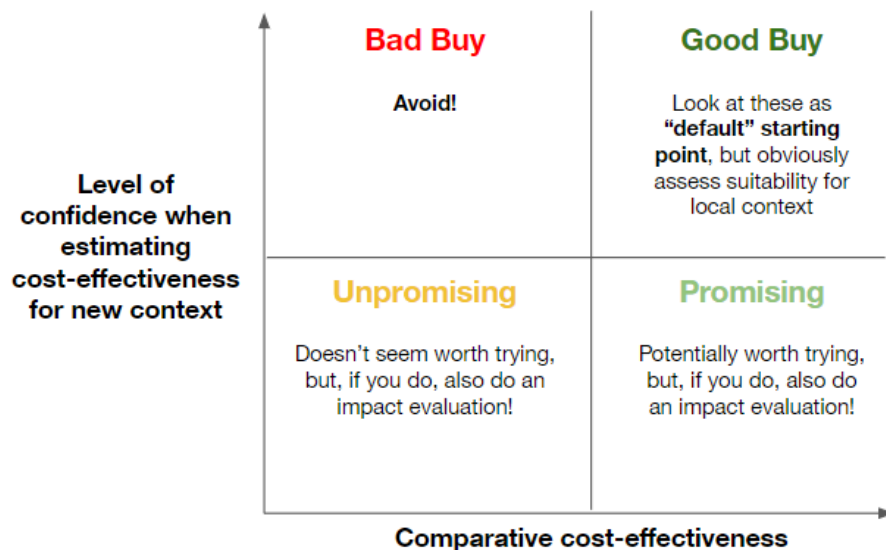 Bad Buy
Avoid!
Good Buy
Look at these as
“default” starting
point, but obviously
assess suitability for
local context
Level of
confidence when
estimating
cost-effectiveness
for new context
Unpromising
Doesn’t seem worth trying,
but, if you do, also do an
impact evaluation!
Promising
Potentially worth trying,
but, if you do, also do
an impact evaluation!
Comparative cost-effectiveness